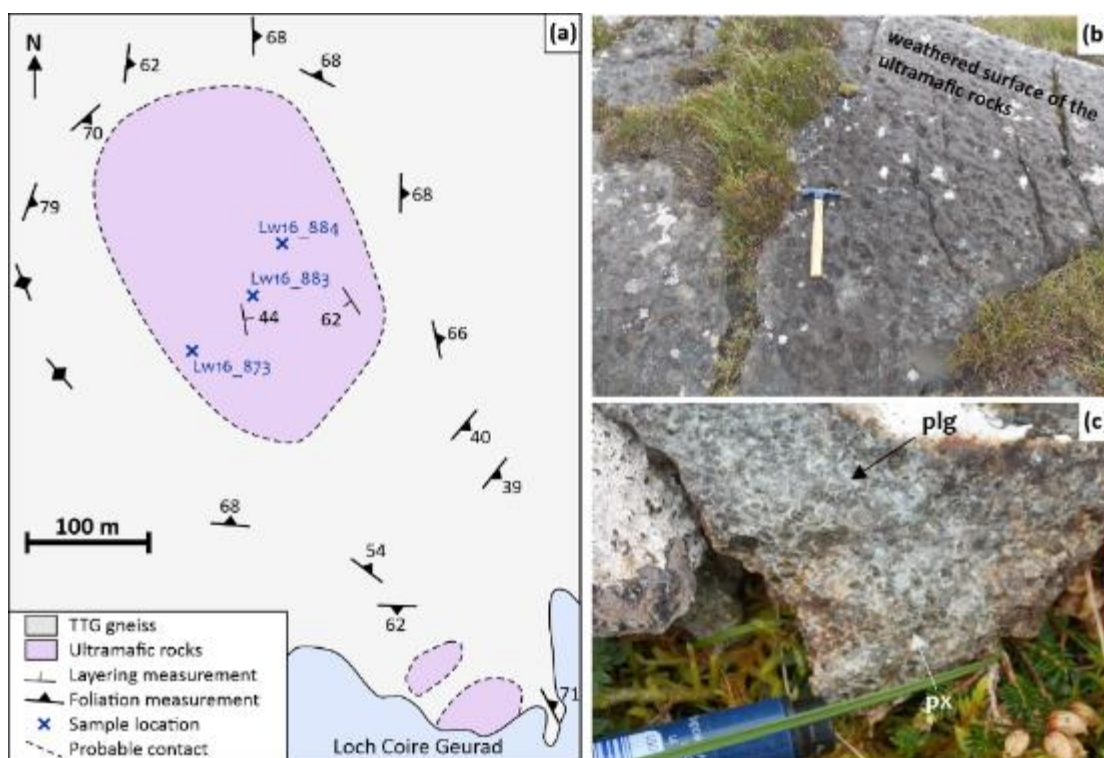 (a)
N
68
62
68
70
79
68
Lw16_884
Lw16_883
44
62
66
Lw16_873
40
39
68
100 m
54
62
71
TTG gneiss
Ultramafic rocks
Layering measurement
Foliation measurement
Sample location
Probable contact
Loch Coire Geurad
(b)
weathered surface of the
ultramafic rocks
(c)
plg
px